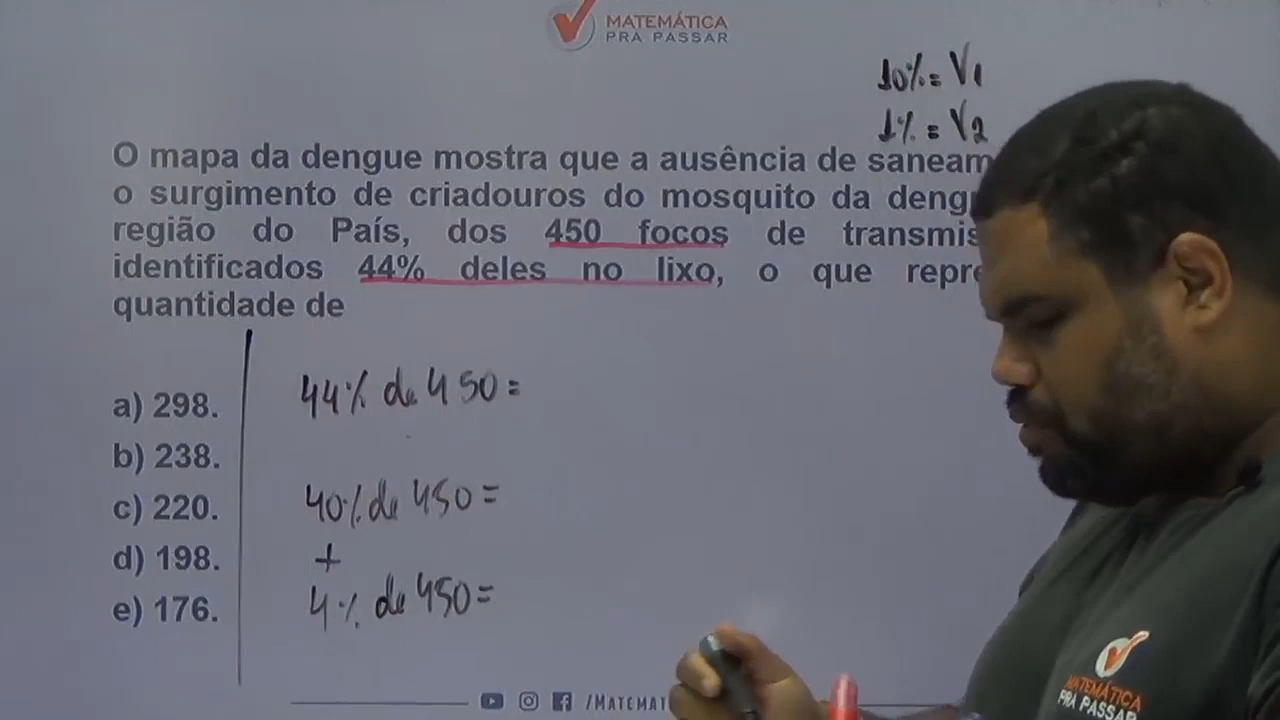 MATEMÁTICA
PRA PASSAR
10% = V1
1% = V2
O mapa da dengue mostra que a ausência de saneam
o surgimento de criadouros do mosquito da deng
região do País, dos 450 focos de transmis
identificados 44% deles no lixo, o que repre
quantidade de
a) 298.
b) 238.
c) 220.
d) 198.
e) 176.
44% de 450 =
40% de 450 =
+
4% de 450 =
/MATEMAT
MATEMÁTICA
PRA PASSAR